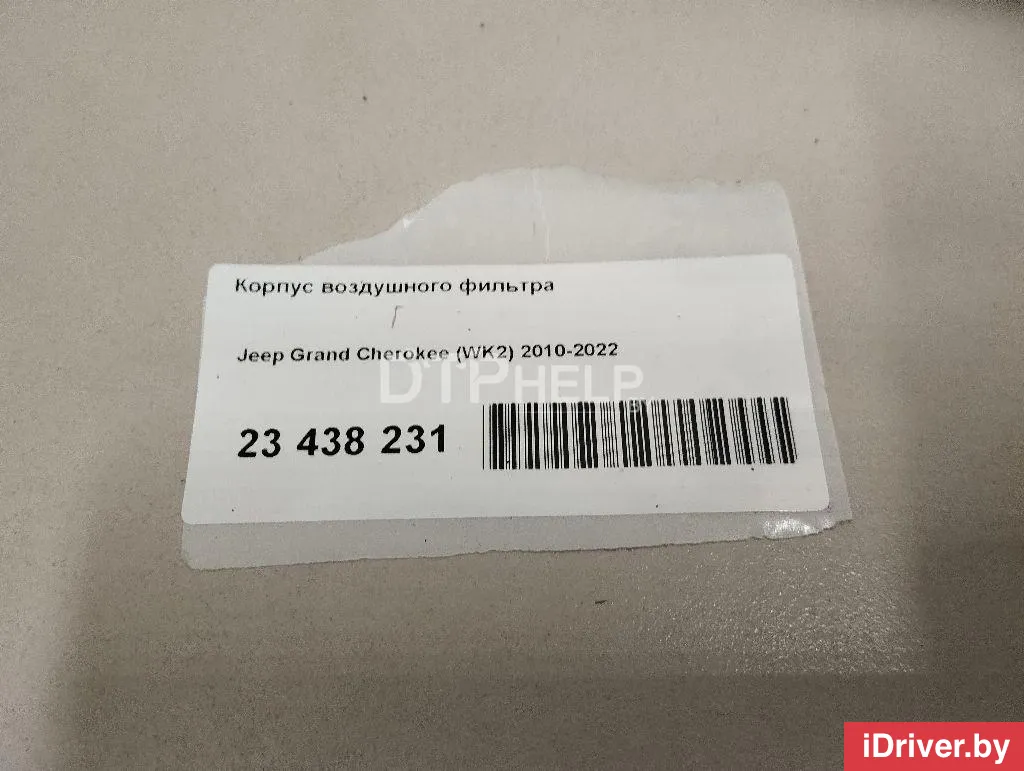 Корпус воздушного фильтра
Jeep Grand Cherokee (WK2) 2010-2022
DTPHELP
23 438 231
iDriver.by